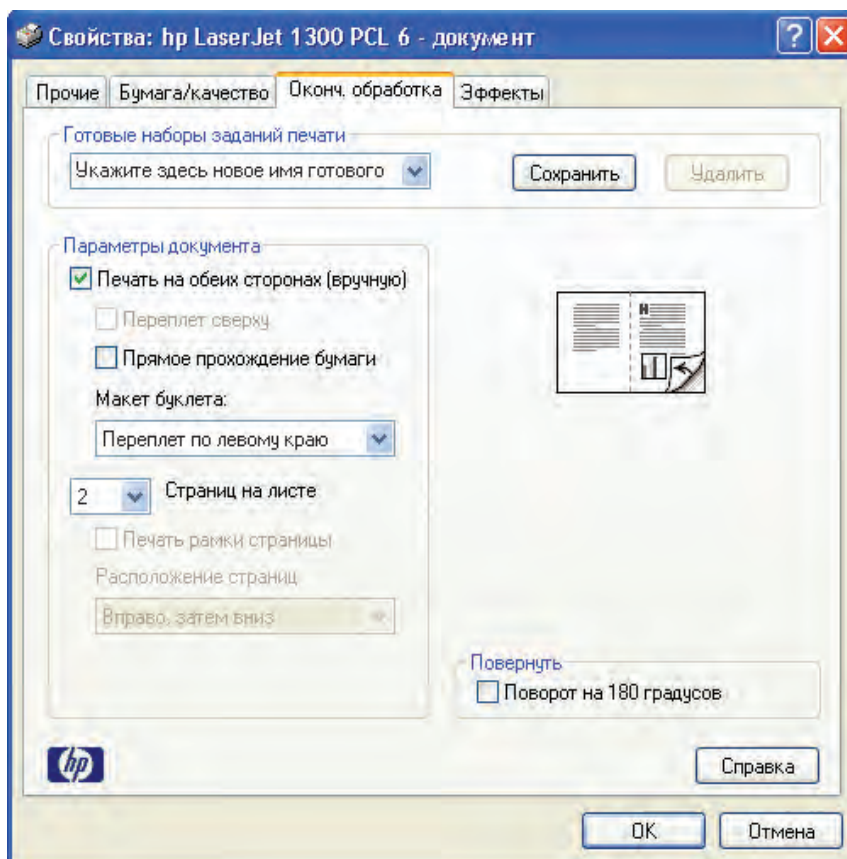 Свойства: hp LaserJet 1300 PCL 6 - документ
Прочие Бумага/качество Оконч. обработка Эффекты
Готовые наборы заданий печати
Укажите здесь новое имя готового Сохранить Удалить
Параметры документа
Печать на обеих сторонах (вручную)
Переплет сверху
Прямое прохождение бумаги
Макет буклета:
Переплет по левому краю
2 Страниц на листе
Печать рамки страницы
Расположение страниц
Вправо, затем вниз
Повернуть
Поворот на 180 градусов
hp
Справка
OK Отмена